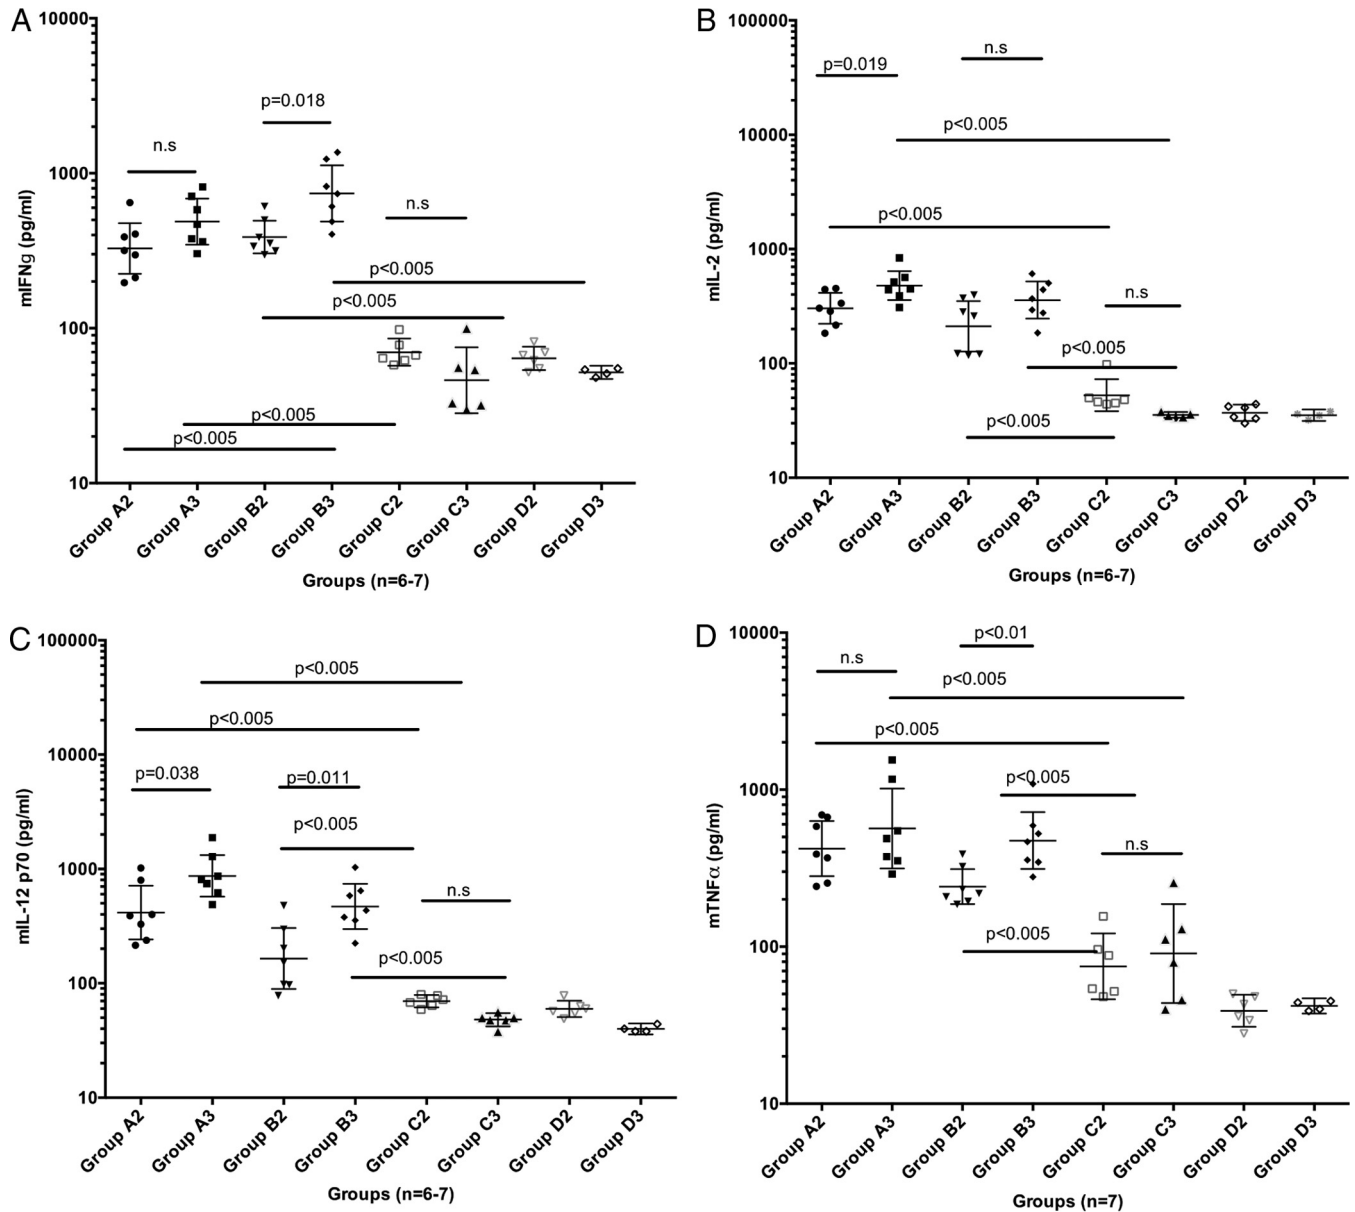 A
10000
1000
100
10
mIFNg (pg/ml)
n.s
p=0.018
n.s
p<0.005
p<0.005
p<0.005
p<0.005
Group A2
Group A3
Group B2
Group B3
Group C2
Group C3
Group D2
Group D3
Groups (n=6-7)
B
100000
10000
1000
100
10
mIL-2 (pg/ml)
n.s
p=0.019
p<0.005
p<0.005
n.s
p<0.005
p<0.005
Group A2
Group A3
Group B2
Group B3
Group C2
Group C3
Group D2
Group D3
Groups (n=6-7)
C
100000
10000
1000
100
10
mIL-12 p70 (pg/ml)
p<0.005
p<0.005
p=0.038
p=0.011
p<0.005
n.s
p<0.005
Group A2
Group A3
Group B2
Group B3
Group C2
Group C3
Group D2
Group D3
Groups (n=6-7)
D
10000
1000
100
10
mTNFα (pg/ml)
p<0.01
n.s
p<0.005
p<0.005
p<0.005
n.s
p<0.005
Group A2
Group A3
Group B2
Group B3
Group C2
Group C3
Group D2
Group D3
Groups (n=7)